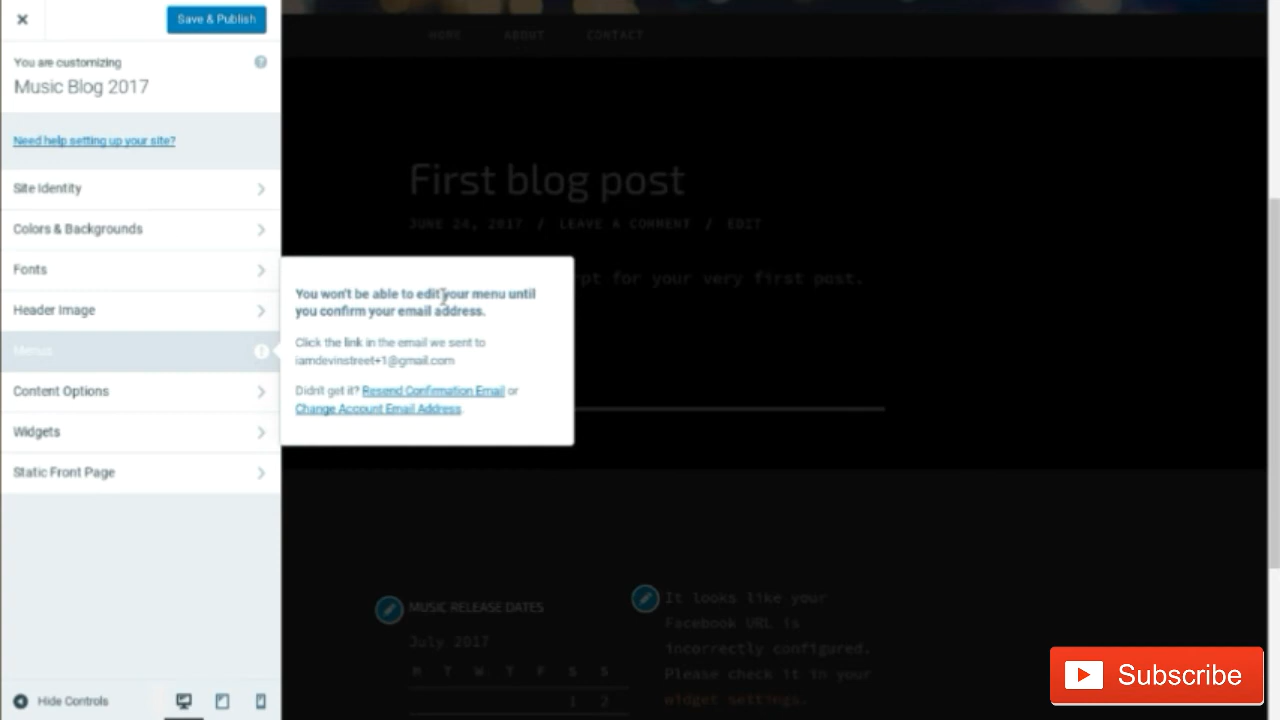 Save & Publish
You are customizing
Music Blog 2017
Need help setting up your site?
Site Identity
Colors & Backgrounds
Fonts
Header Image
Menus
Content Options
Widgets
Static Front Page
Hide Controls
HOME ABOUT CONTACT
First blog post
JUNE 24, 2017 / LEAVE A COMMENT / EDIT
for your very first post.
You won't be able to edit your menu until
you confirm your email address.
Click the link in the email we sent to
iamdevinstreet+1@gmail.com
Didn't get it? Resend Confirmation Email or
Change Account Email Address.
MUSIC RELEASE DATES
July 2017
M T W T F S S
1 2
It looks like your
Facebook URL is
incorrectly configured.
Please check it in your
widget settings.
Subscribe